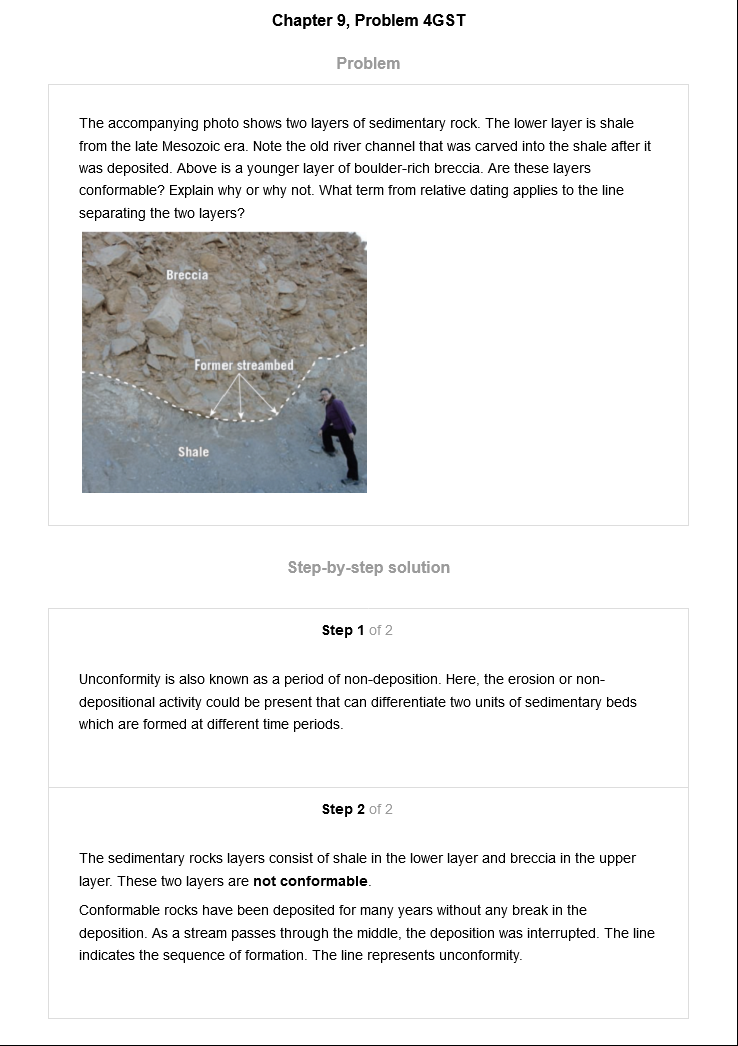 Chapter 9, Problem 4GST
Problem
The accompanying photo shows two layers of sedimentary rock. The lower layer is shale
from the late Mesozoic era. Note the old river channel that was carved into the shale after it
was deposited. Above is a younger layer of boulder-rich breccia. Are these layers
conformable? Explain why or why not. What term from relative dating applies to the line
separating the two layers?
Breccia
Former streambed
Shale
Step-by-step solution
Step 1 of 2
Unconformity is also known as a period of non-deposition. Here, the erosion or non-
depositional activity could be present that can differentiate two units of sedimentary beds
which are formed at different time periods.
Step 2 of 2
The sedimentary rocks layers consist of shale in the lower layer and breccia in the upper
layer. These two layers are not conformable.
Conformable rocks have been deposited for many years without any break in the
deposition. As a stream passes through the middle, the deposition was interrupted. The line
indicates the sequence of formation. The line represents unconformity.